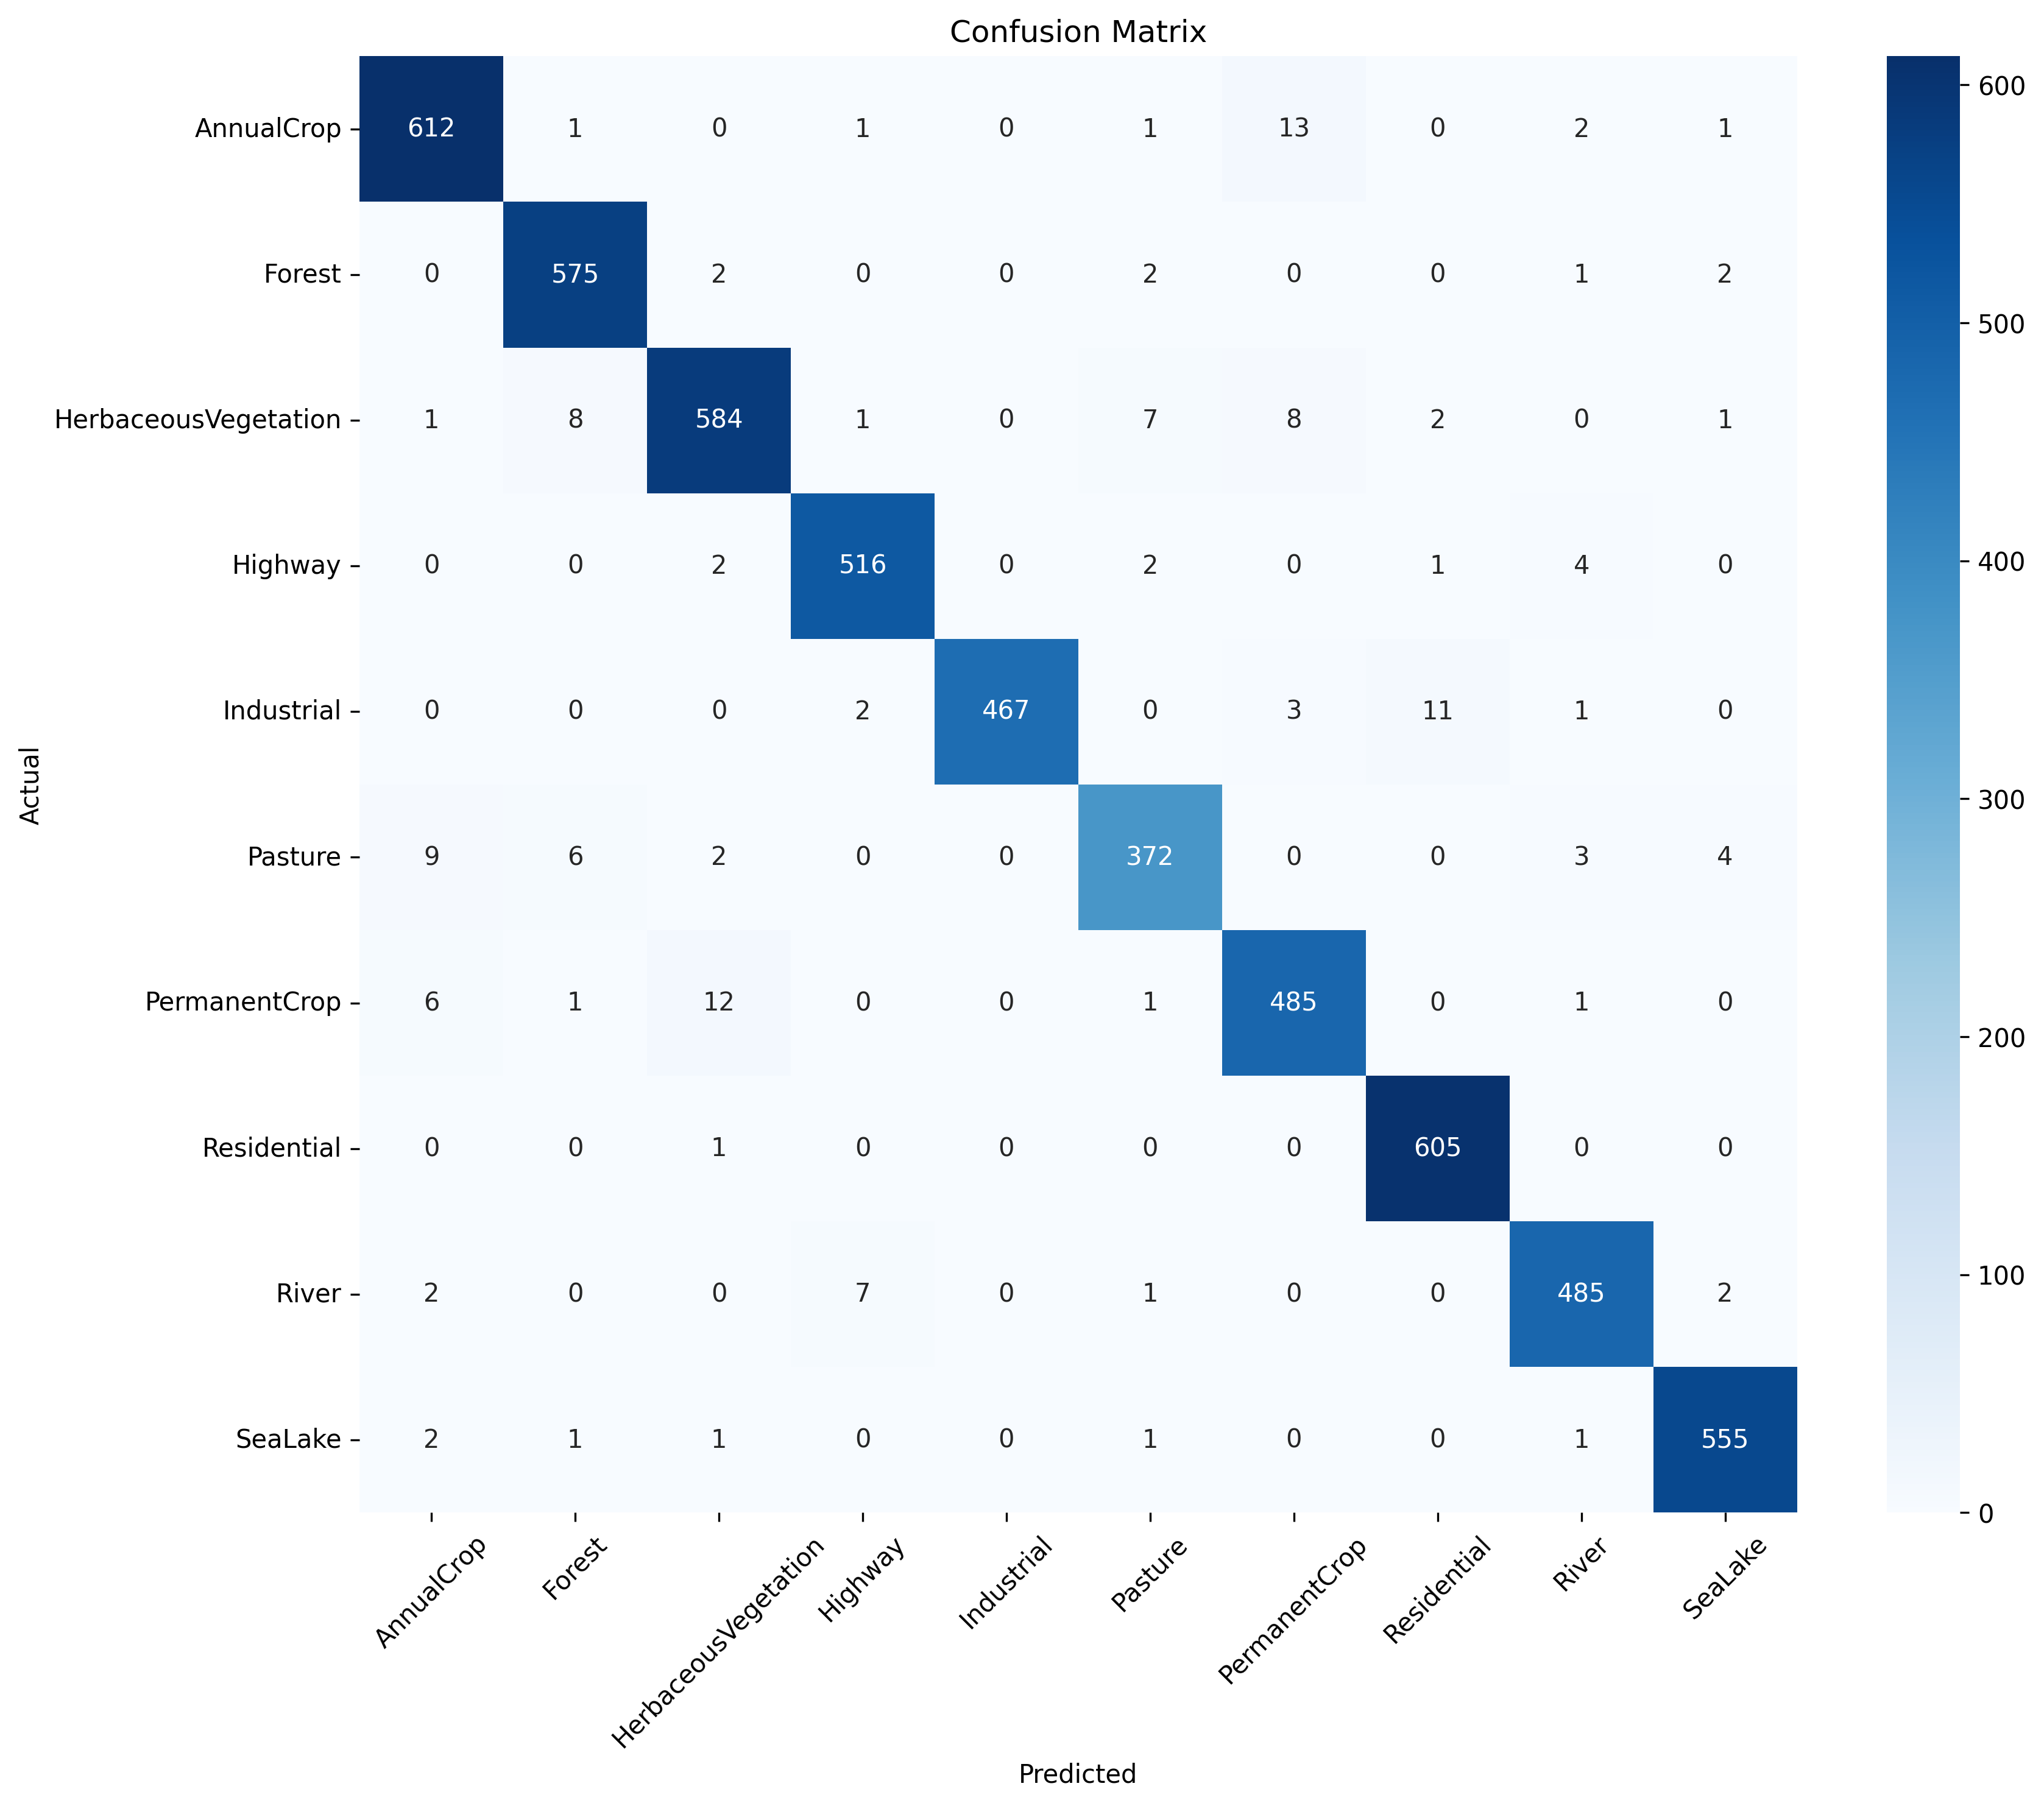 Confusion Matrix
AnnualCrop 612 1 0 1 0 1 13 0 2 1
Forest 0 575 2 0 0 2 0 0 1 2
HerbaceousVegetation 1 8 584 1 0 7 8 2 0 1
Highway 0 0 2 516 0 2 0 1 4 0
Industrial 0 0 0 2 467 0 3 11 1 0
Pasture 9 6 2 0 0 372 0 0 3 4
PermanentCrop 6 1 12 0 0 1 485 0 1 0
Residential 0 0 1 0 0 0 0 605 0 0
River 2 0 0 7 0 1 0 0 485 2
SeaLake 2 1 1 0 0 1 0 0 1 555
Actual
AnnualCrop Forest HerbaceousVegetation Highway Industrial Pasture PermanentCrop Residential River SeaLake
Predicted
600
500
400
300
200
100
0